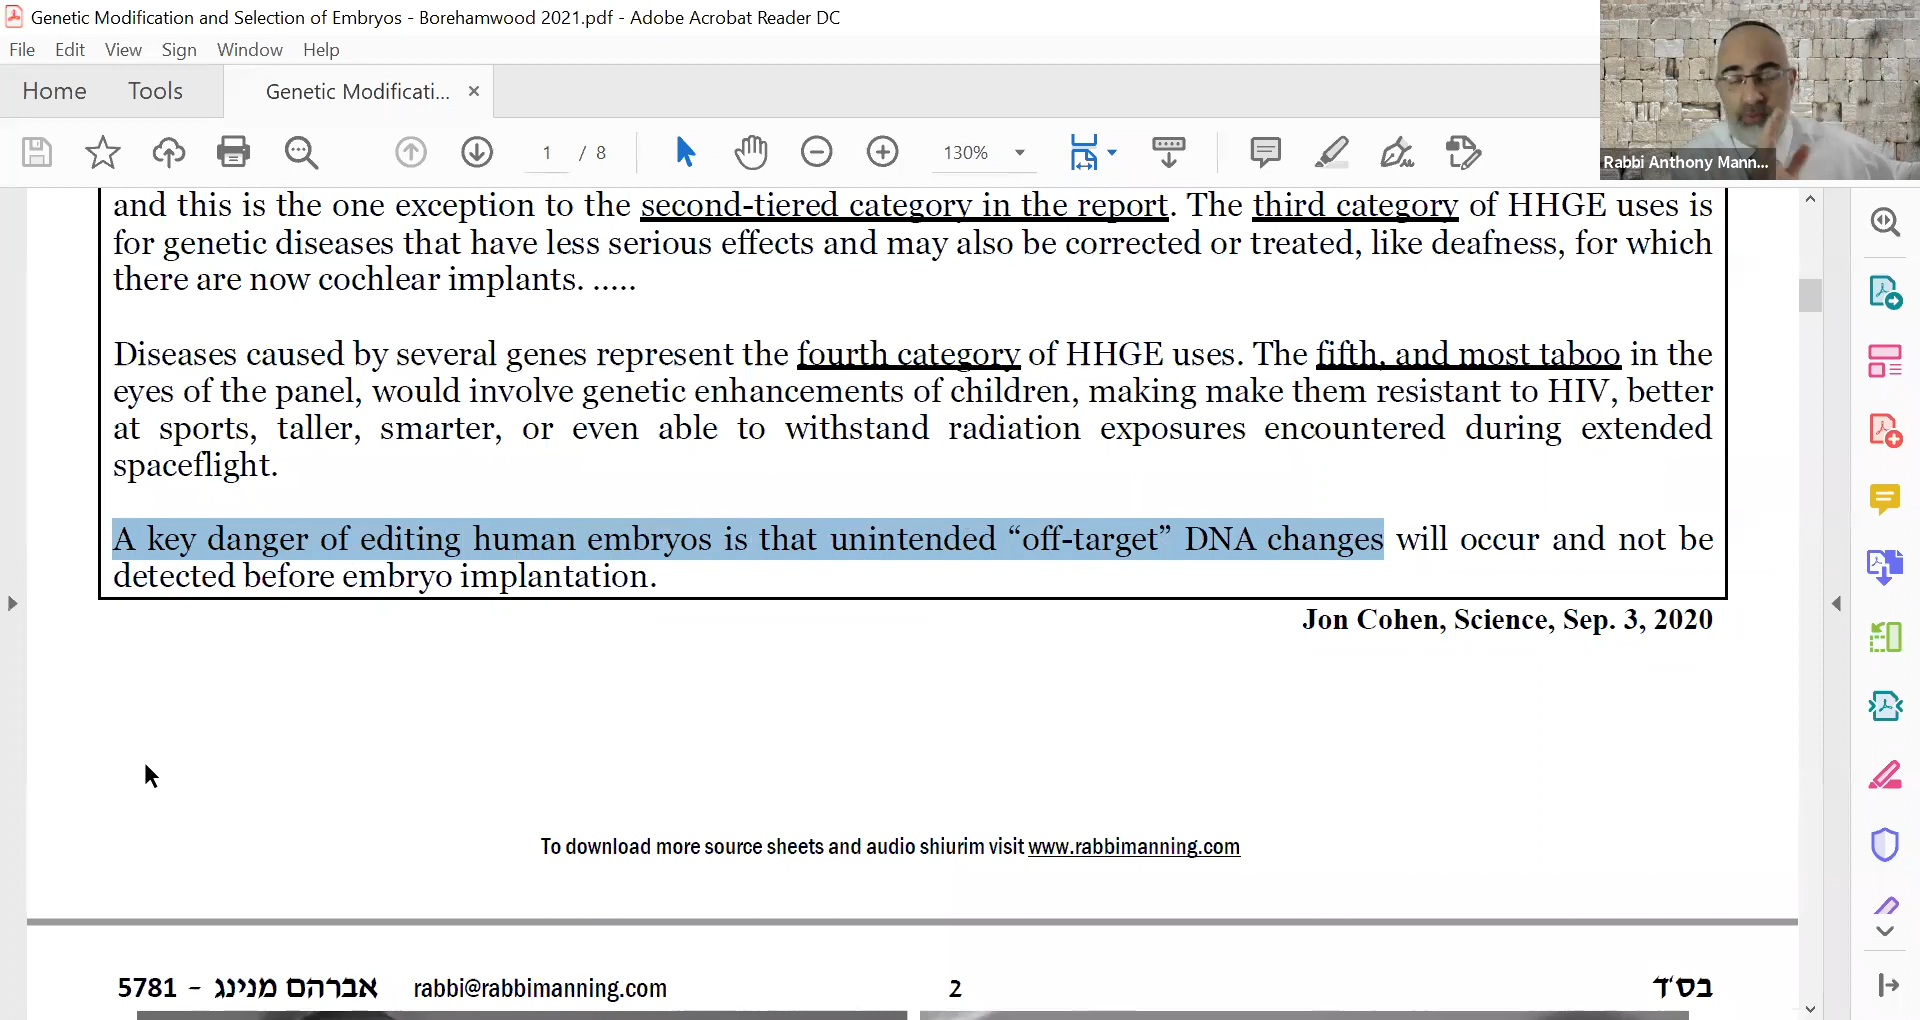 Genetic Modification and Selection of Embryos - Borehamwood 2021.pdf - Adobe Acrobat Reader DC
File Edit View Sign Window Help
Home Tools Genetic Modificati... ×
1 / 8 130%
Rabbi Anthony Mann...
and this is the one exception to the second-tiered category in the report. The third category of HHGE uses is
for genetic diseases that have less serious effects and may also be corrected or treated, like deafness, for which
there are now cochlear implants. .....
Diseases caused by several genes represent the fourth category of HHGE uses. The fifth, and most taboo in the
eyes of the panel, would involve genetic enhancements of children, making make them resistant to HIV, better
at sports, taller, smarter, or even able to withstand radiation exposures encountered during extended
spaceflight.
A key danger of editing human embryos is that unintended “off-target” DNA changes will occur and not be
detected before embryo implantation.
Jon Cohen, Science, Sep. 3, 2020
To download more source sheets and audio shiurim visit www.rabbimanning.com
5781 - אברהם מנינג rabbi@rabbimanning.com 2 בס'ד